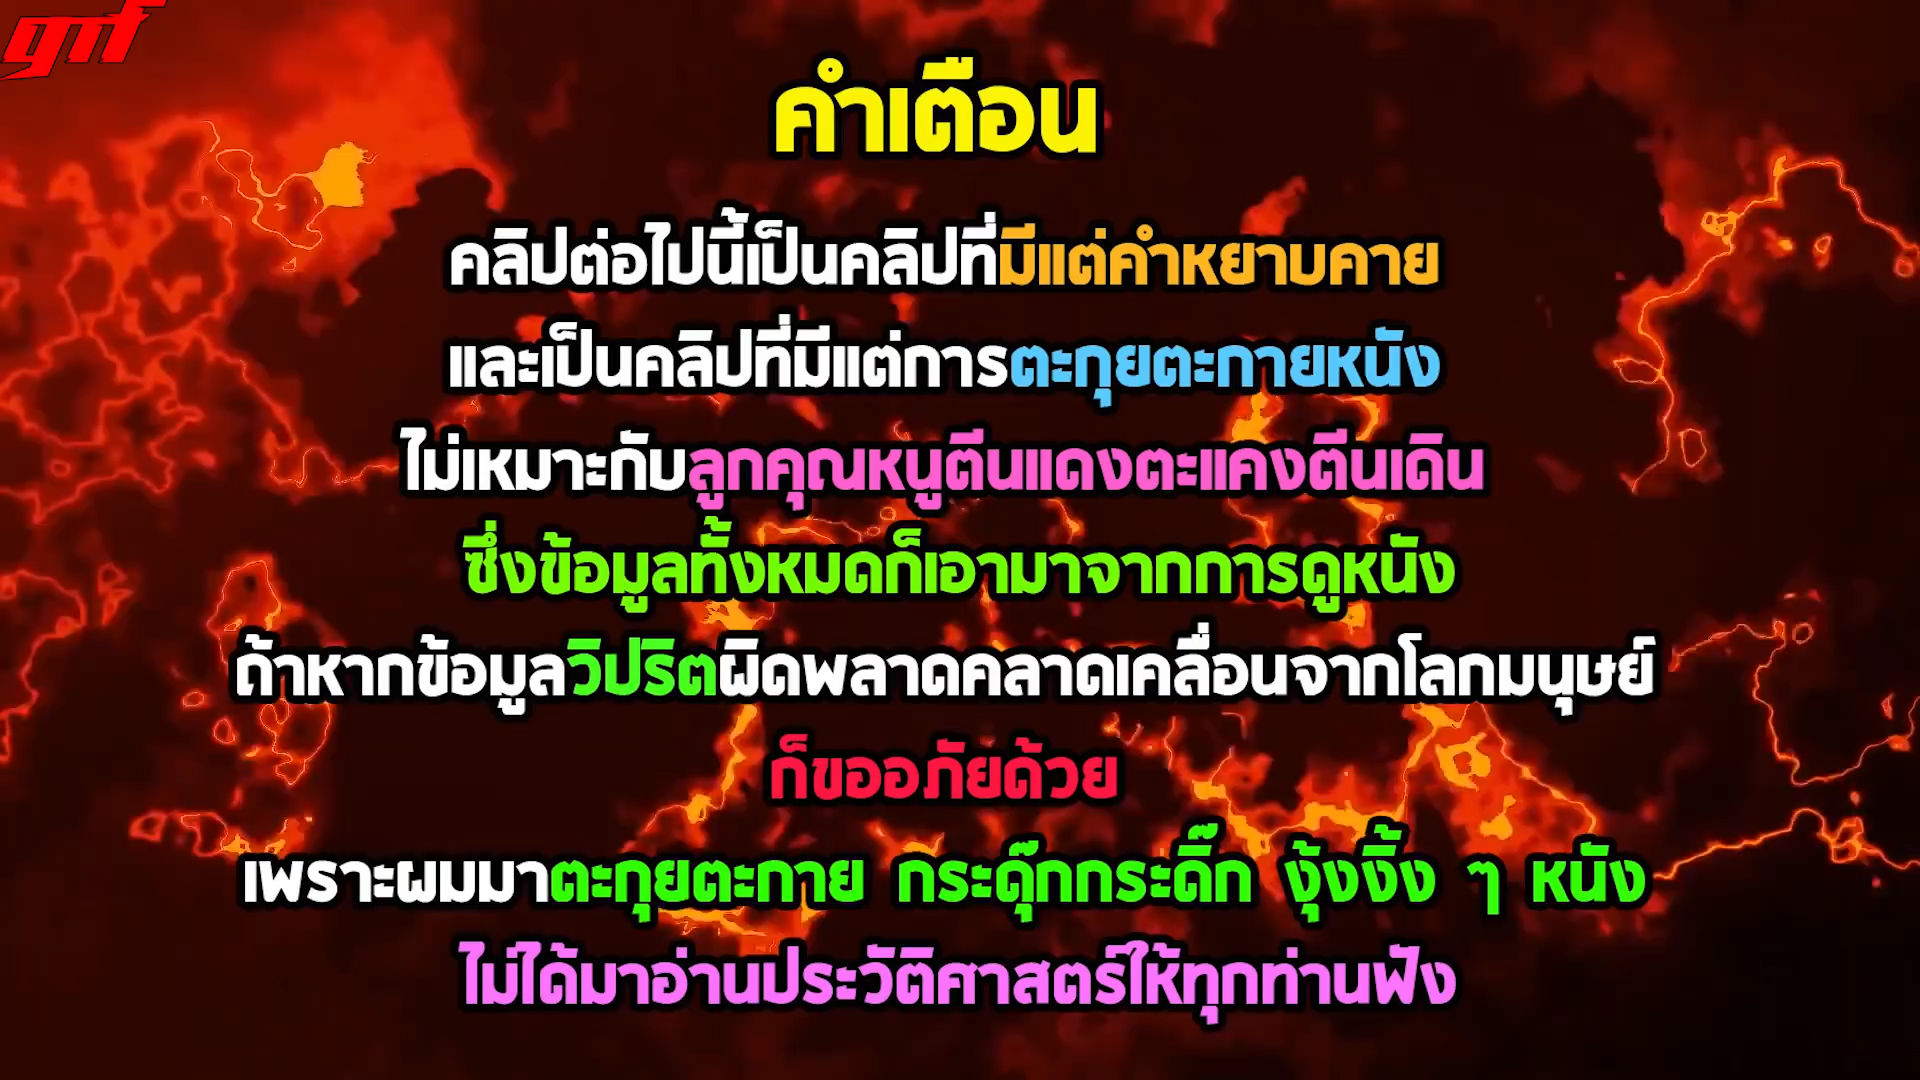 gnf
คำเตือน
คลิปต่อไปนี้เป็นคลิปที่มีแต่คำหยาบคาย
และเป็นคลิปที่มีแต่การตะกุยตะกายหนัง
ไม่เหมาะกับลูกคุณหนูตีนแดงตะแคงตีนเดิน
ซึ่งข้อมูลทั้งหมดก็เอามาจากการดูหนัง
ถ้าหากข้อมูลวิปริตผิดพลาดคลาดเคลื่อนจากโลกมนุษย์
ก็ขออภัยด้วย
เพราะผมมาตะกุยตะกาย กระดุ๊กกระดิ๊ก งุ้งงิ้ง ๆ หนัง
ไม่ได้มาอ่านประวัติศาสตร์ให้ทุกท่านฟัง